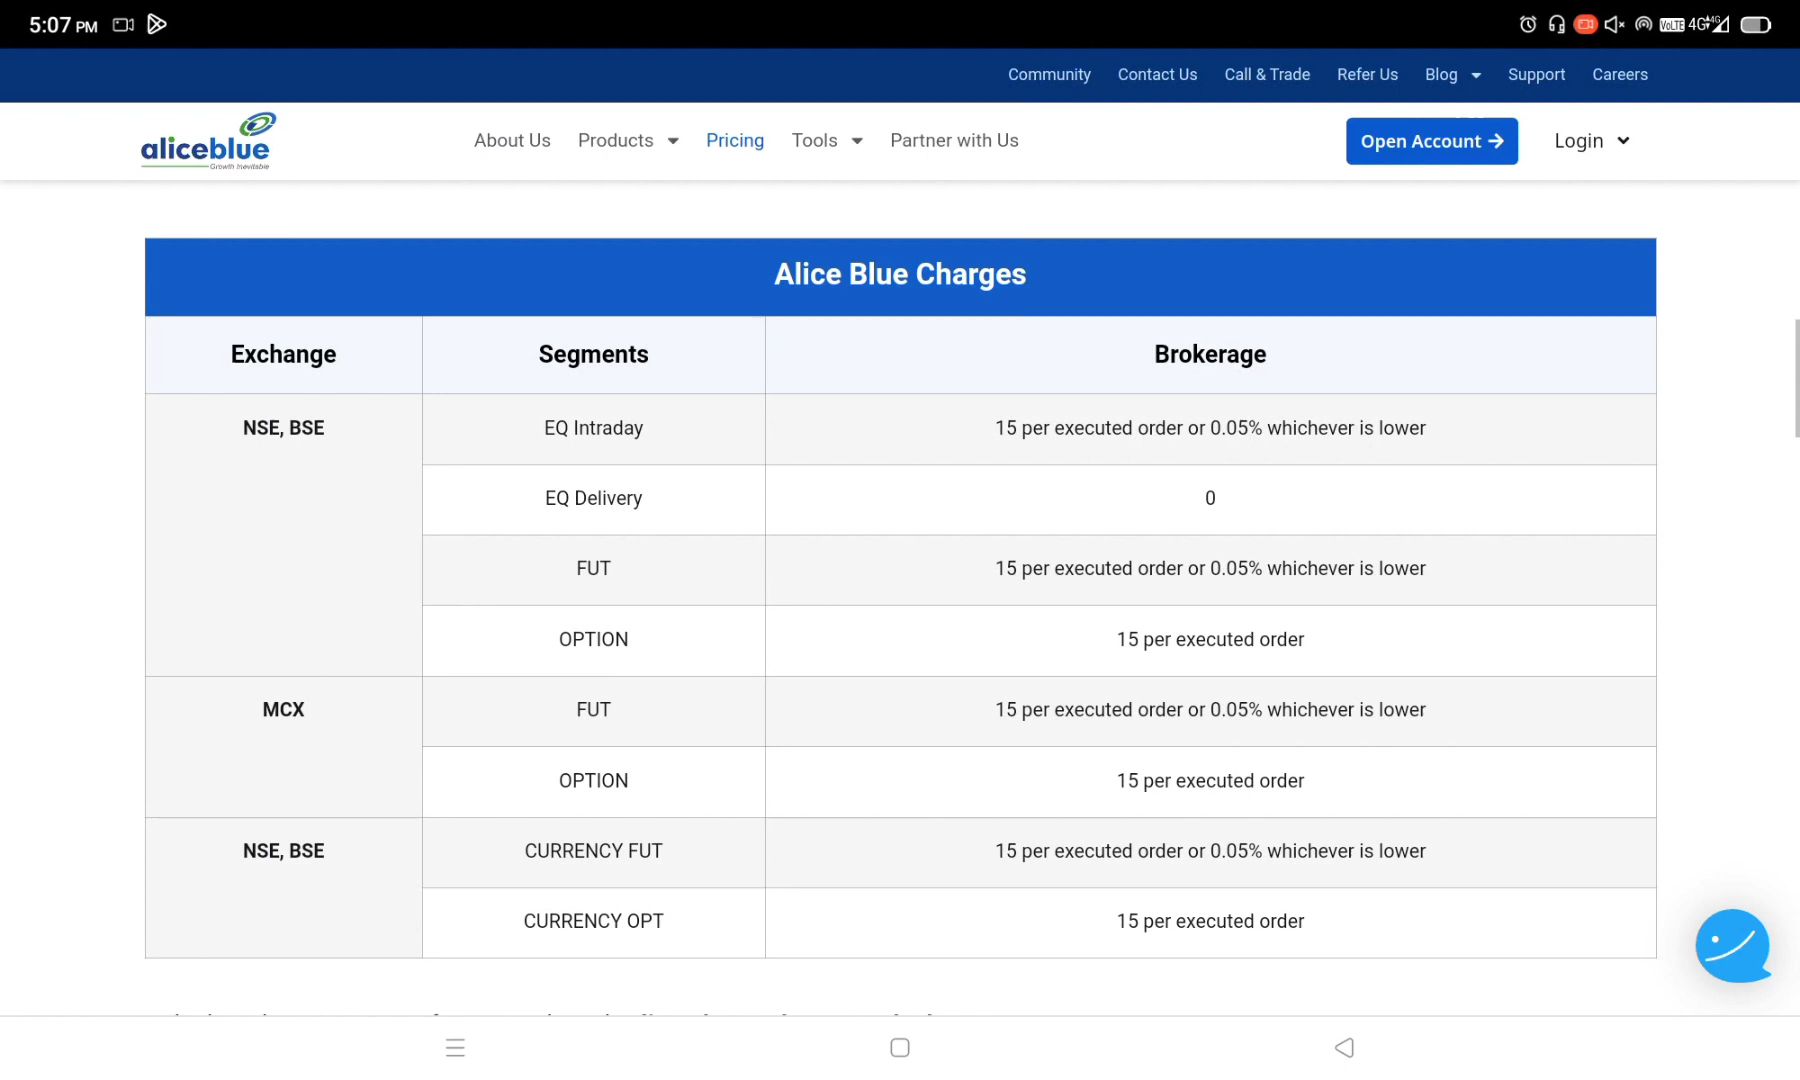 5:07 PM
VoLTE 4G 4G
Community Contact Us Call & Trade Refer Us Blog Support Careers
aliceblue
Growth Inevitable
About Us Products Pricing Tools Partner with Us Open Account Login
Alice Blue Charges
Exchange Segments Brokerage
NSE, BSE EQ Intraday 15 per executed order or 0.05% whichever is lower
EQ Delivery 0
FUT 15 per executed order or 0.05% whichever is lower
OPTION 15 per executed order
MCX FUT 15 per executed order or 0.05% whichever is lower
OPTION 15 per executed order
NSE, BSE CURRENCY FUT 15 per executed order or 0.05% whichever is lower
CURRENCY OPT 15 per executed order